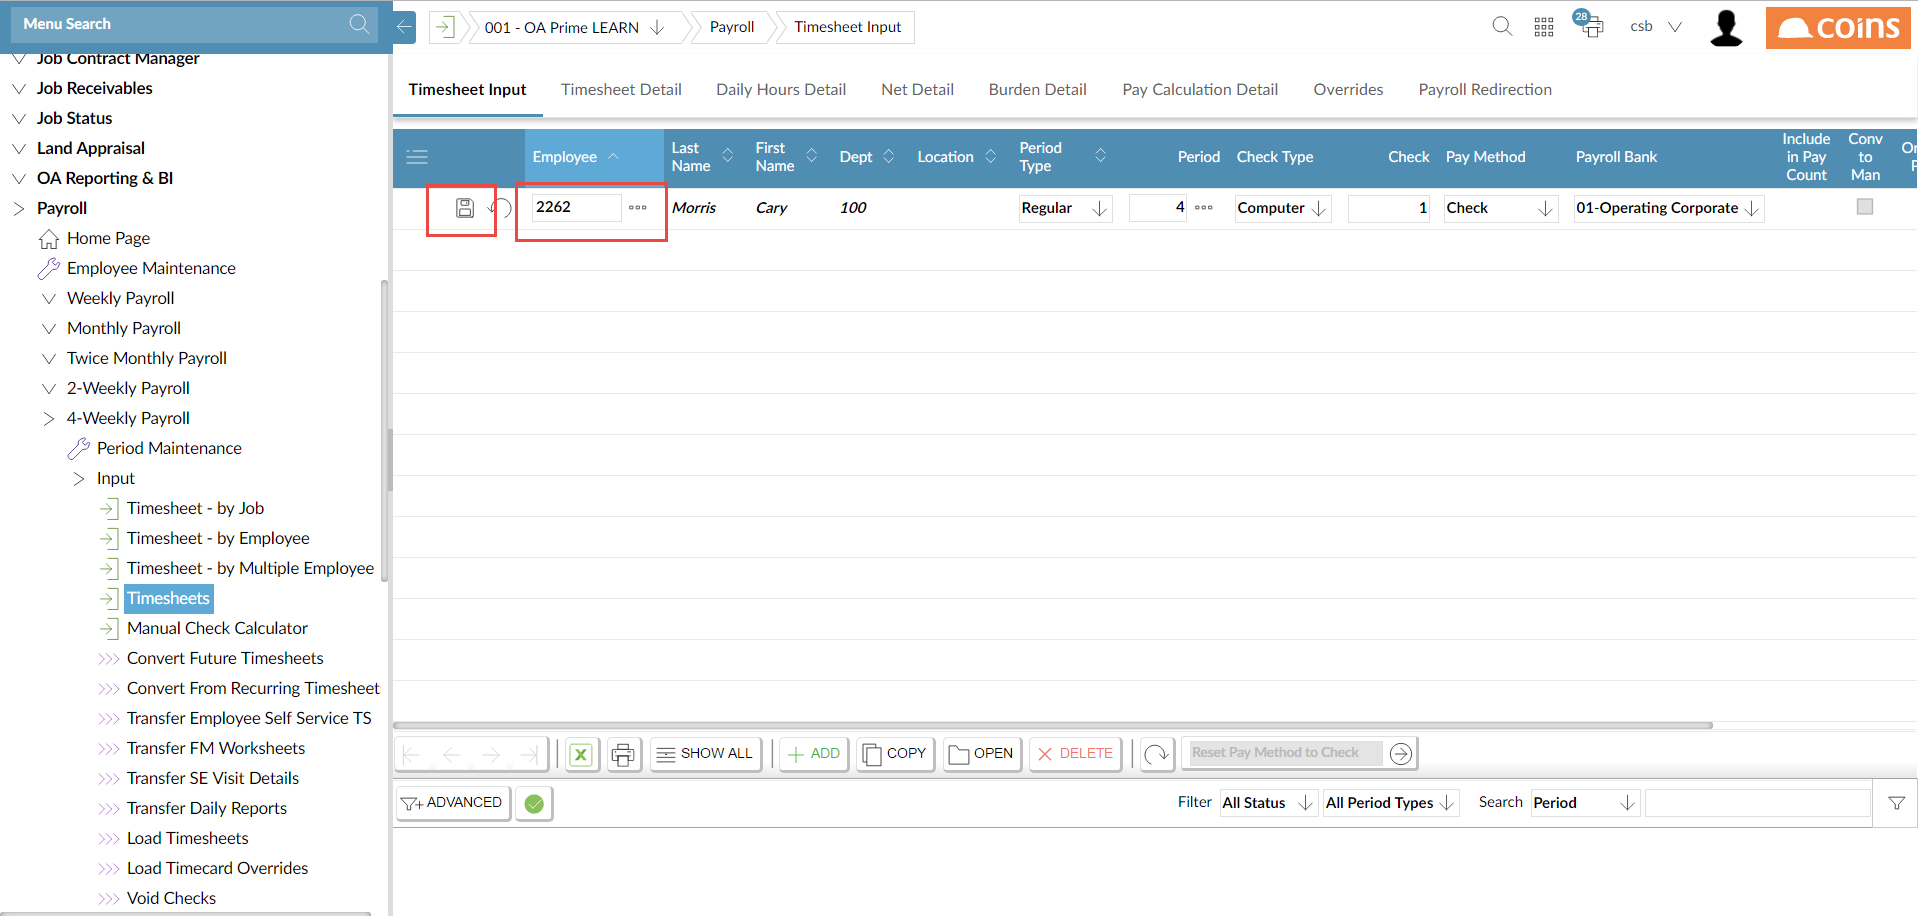 Menu Search
001 - OA Prime LEARN
Payroll
Timesheet Input
28
csb
coins
Job Contract Manager
Job Receivables
Job Status
Land Appraisal
OA Reporting & BI
Payroll
Home Page
Employee Maintenance
Weekly Payroll
Monthly Payroll
Twice Monthly Payroll
2-Weekly Payroll
4-Weekly Payroll
Period Maintenance
Input
Timesheet - by Job
Timesheet - by Employee
Timesheet - by Multiple Employee
Timesheets
Manual Check Calculator
Convert Future Timesheets
Convert From Recurring Timesheet
Transfer Employee Self Service TS
Transfer FM Worksheets
Transfer SE Visit Details
Transfer Daily Reports
Load Timesheets
Load Timecard Overrides
Void Checks
Timesheet Input Timesheet Detail Daily Hours Detail Net Detail Burden Detail Pay Calculation Detail Overrides Payroll Redirection
Employee
Last
Name
First
Name
Dept
Location
Period
Type
Period
Check Type
Check
Pay Method
Payroll Bank
Include
in Pay
Count
Conv
to
Man
2262 Morris Cary 100 Regular 4 Computer 1 Check 01-Operating Corporate
SHOW ALL ADD COPY OPEN DELETE Reset Pay Method to Check
ADVANCED Filter All Status All Period Types Search Period